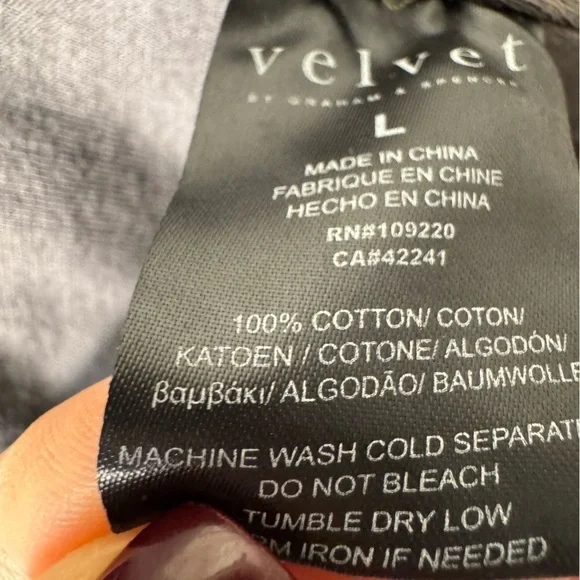 velvet
BY GRAHAM & SPENCER
L
MADE IN CHINA
FABRIQUE EN CHINE
HECHO EN CHINA
RN#109220
CA#42241
100% COTTON/ COTON/
KATOEN / COTONE/ ALGODÓN/
βαμβάκι/ ALGODÃO/ BAUMWOLLE
MACHINE WASH COLD SEPARAT
DO NOT BLEACH
TUMBLE DRY LOW
IRON IF NEEDED